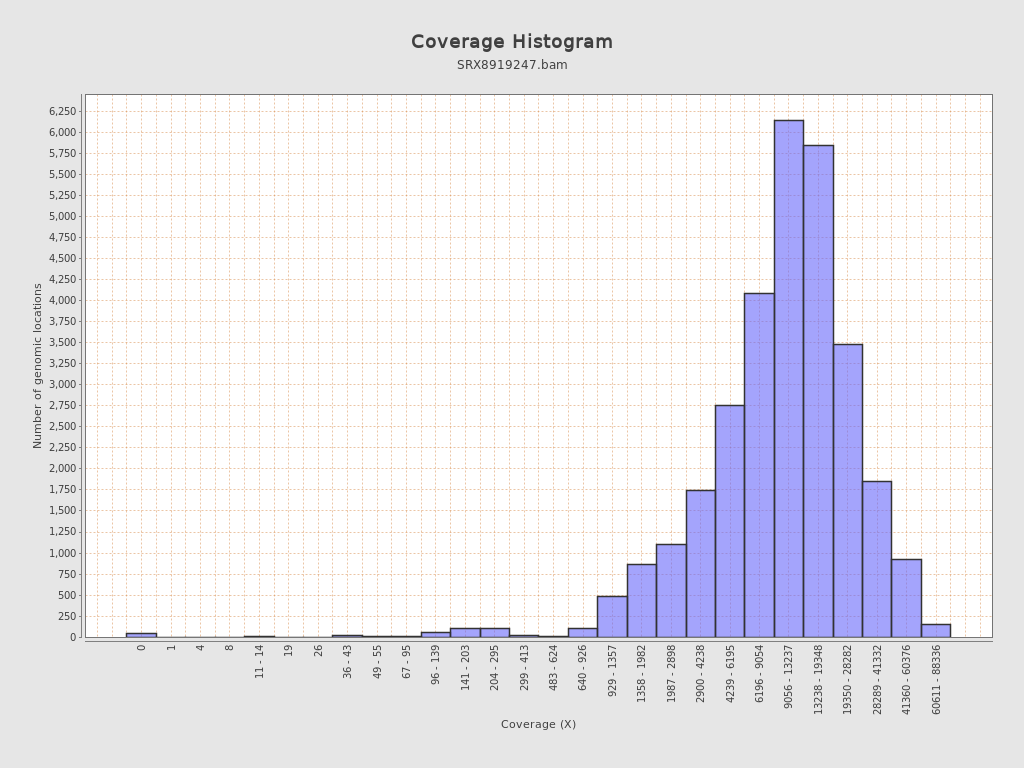 Coverage Histogram
SRX8919247.bam
Number of genomic locations
6,250
6,000
5,750
5,500
5,250
5,000
4,750
4,500
4,250
4,000
3,750
3,500
3,250
3,000
2,750
2,500
2,250
2,000
1,750
1,500
1,250
1,000
750
500
250
0
0
1
4
8
11 - 14
19
26
36 - 43
49 - 55
67 - 95
96 - 139
141 - 203
204 - 295
299 - 413
483 - 624
640 - 926
929 - 1357
1358 - 1982
1987 - 2898
2900 - 4238
4239 - 6195
6196 - 9054
9056 - 13237
13238 - 19348
19350 - 28282
28289 - 41332
41360 - 60376
60611 - 88336
Coverage (X)